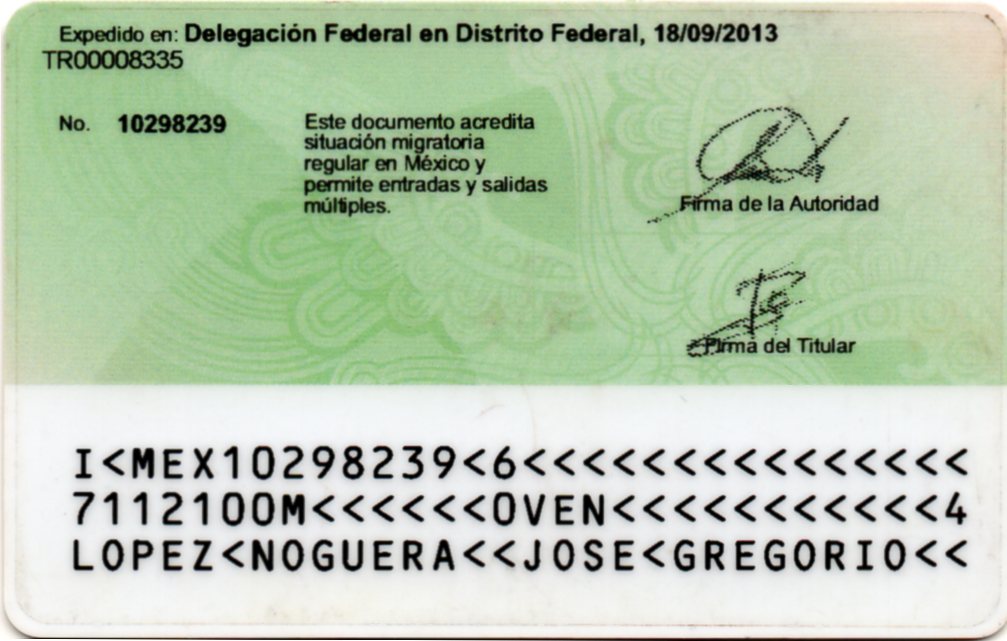 Expedido en: Delegación Federal en Distrito Federal, 18/09/2013
TR00008335
No. 10298239
Este documento acredita
situación migratoria
regular en México y
permite entradas y salidas
múltiples.
Firma de la Autoridad
Firma del Titular
I<MEX10298239<6<<<<<<<<<<<<<<<
7112100M<<<<<<0VEN<<<<<<<<<<<4
LOPEZ<NOGUERA<<JOSE<GREGORIO<<